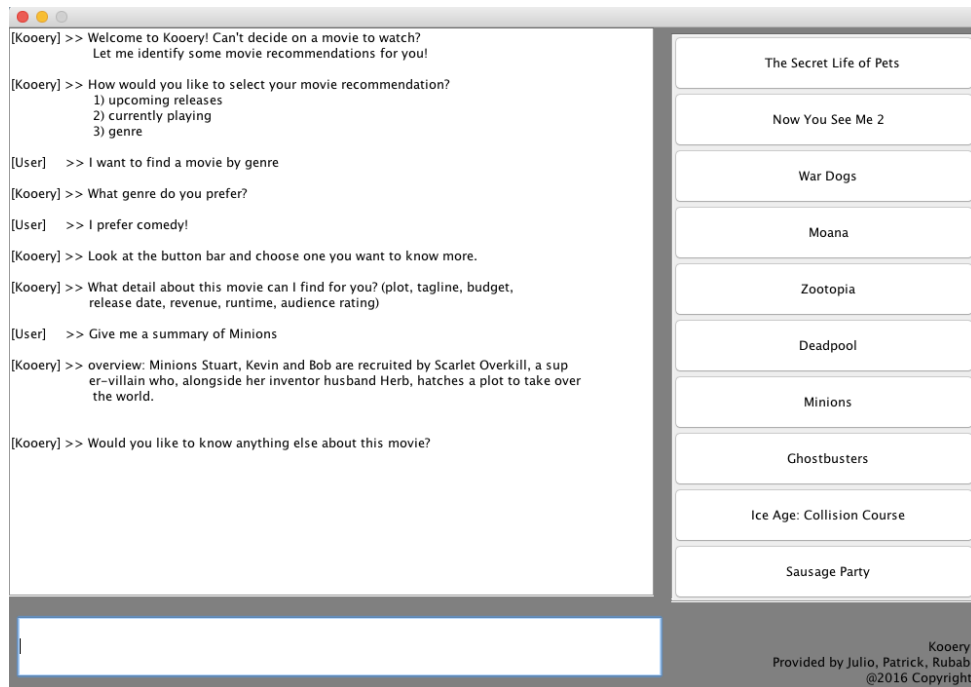 [Kooery] >> Welcome to Kooery! Can't decide on a movie to watch?
Let me identify some movie recommendations for you!
[Kooery] >> How would you like to select your movie recommendation?
1) upcoming releases
2) currently playing
3) genre
[User] >> I want to find a movie by genre
[Kooery] >> What genre do you prefer?
[User] >> I prefer comedy!
[Kooery] >> Look at the button bar and choose one you want to know more.
[Kooery] >> What detail about this movie can I find for you? (plot, tagline, budget,
release date, revenue, runtime, audience rating)
[User] >> Give me a summary of Minions
[Kooery] >> overview: Minions Stuart, Kevin and Bob are recruited by Scarlet Overkill, a sup
er-villain who, alongside her inventor husband Herb, hatches a plot to take over
the world.
[Kooery] >> Would you like to know anything else about this movie?
The Secret Life of Pets
Now You See Me 2
War Dogs
Moana
Zootopia
Deadpool
Minions
Ghostbusters
Ice Age: Collision Course
Sausage Party
Kooery
Provided by Julio, Patrick, Rubab
@2016 Copyright